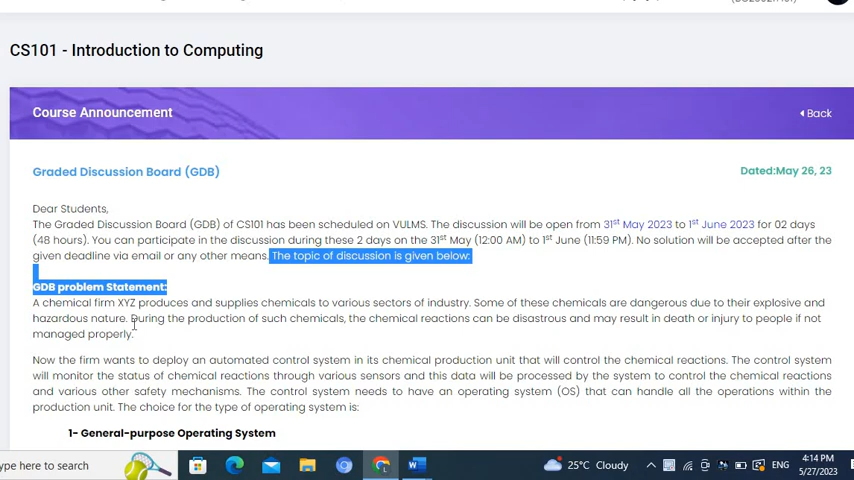 CS101 - Introduction to Computing
Course Announcement
Back
Graded Discussion Board (GDB)
Dated:May 26, 23
Dear Students,
The Graded Discussion Board (GDB) of CS101 has been scheduled on VULMS. The discussion will be open from 31st May 2023 to 1st June 2023 for 02 days
(48 hours). You can participate in the discussion during these 2 days on the 31st May (12:00 AM) to 1st June (11:59 PM). No solution will be accepted after the
given deadline via email or any other means. The topic of discussion is given below:
GDB problem Statement:
A chemical firm XYZ produces and supplies chemicals to various sectors of industry. Some of these chemicals are dangerous due to their explosive and
hazardous nature. During the production of such chemicals, the chemical reactions can be disastrous and may result in death or injury to people if not
managed properly.
Now the firm wants to deploy an automated control system in its chemical production unit that will control the chemical reactions. The control system
will monitor the status of chemical reactions through various sensors and this data will be processed by the system to control the chemical reactions
and various other safety mechanisms. The control system needs to have an operating system (OS) that can handle all the operations within the
production unit. The choice for the type of operating system is:
1- General-purpose Operating System
ype here to search
25°C Cloudy
ENG
4:14 PM
5/27/2023